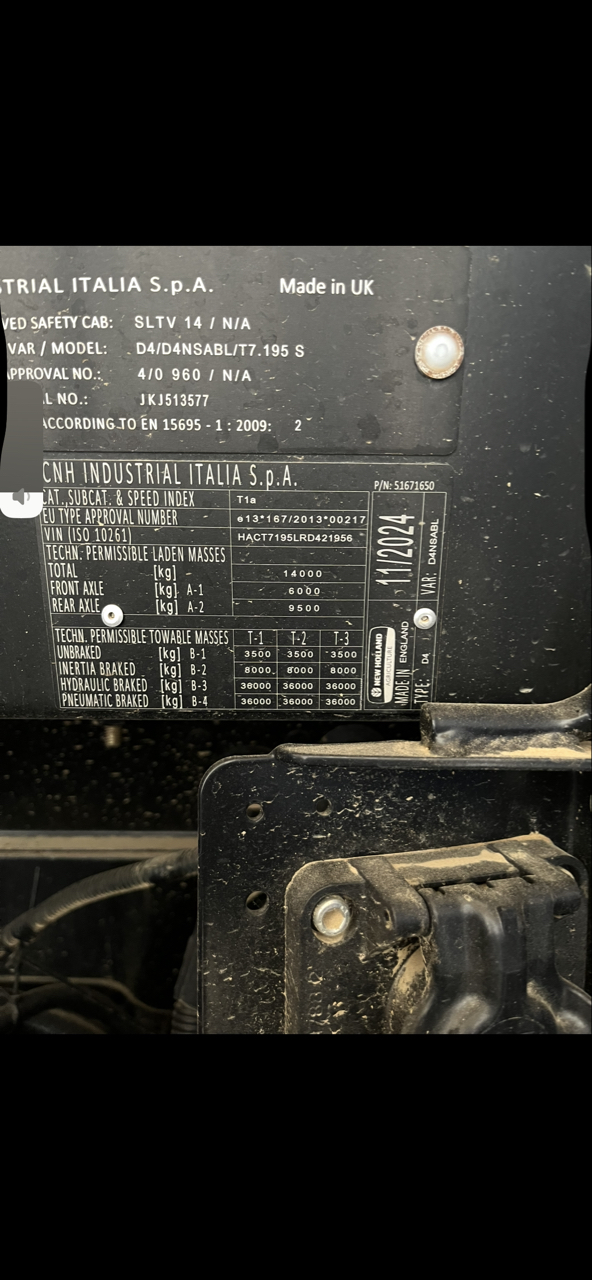 STRIAL ITALIA S.p.A. Made in UK
VED SAFETY CAB: SLTV 14 / N/A
VAR / MODEL: D4/D4NSABL/T7.195 S
APPROVAL NO.: 4/0 960 / N/A
L NO.: JKJ513577
ACCORDING TO EN 15695 - 1 : 2009: 2
CNH INDUSTRIAL ITALIA S.p.A.
P/N: 51671650
CAT.,SUBCAT. & SPEED INDEX T1a
EU TYPE APPROVAL NUMBER e13*167/2013*00217
VIN (ISO 10261) HACT7195LRD421956
TECHN. PERMISSIBLE LADEN MASSES
TOTAL [kg] 14000
FRONT AXLE [kg] A-1 6000
REAR AXLE [kg] A-2 9500
TECHN. PERMISSIBLE TOWABLE MASSES T-1 T-2 T-3
UNBRAKED [kg] B-1 3500 3500 3500
INERTIA BRAKED [kg] B-2 8000 8000 8000
HYDRAULIC BRAKED [kg] B-3 36000 36000 36000
PNEUMATIC BRAKED [kg] B-4 36000 36000 36000
NEW HOLLAND
AGRICULTURE
MADE IN ENGLAND
11/2024
TYPE: D4 VAR: D4NSABL